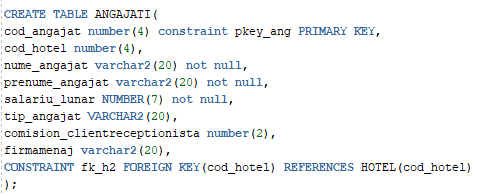 CREATE TABLE ANGAJATI(
cod_angajat number(4) constraint pkey_ang PRIMARY KEY,
cod_hotel number(4),
nume_angajat varchar2(20) not null,
prenume_angajat varchar2(20) not null,
salariu_lunar NUMBER(7) not null,
tip_angajat VARCHAR2(20),
comision_clientreceptionista number(2),
firmamenaj varchar2(20),
CONSTRAINT fk_h2 FOREIGN KEY(cod_hotel) REFERENCES HOTEL(cod_hotel)
);